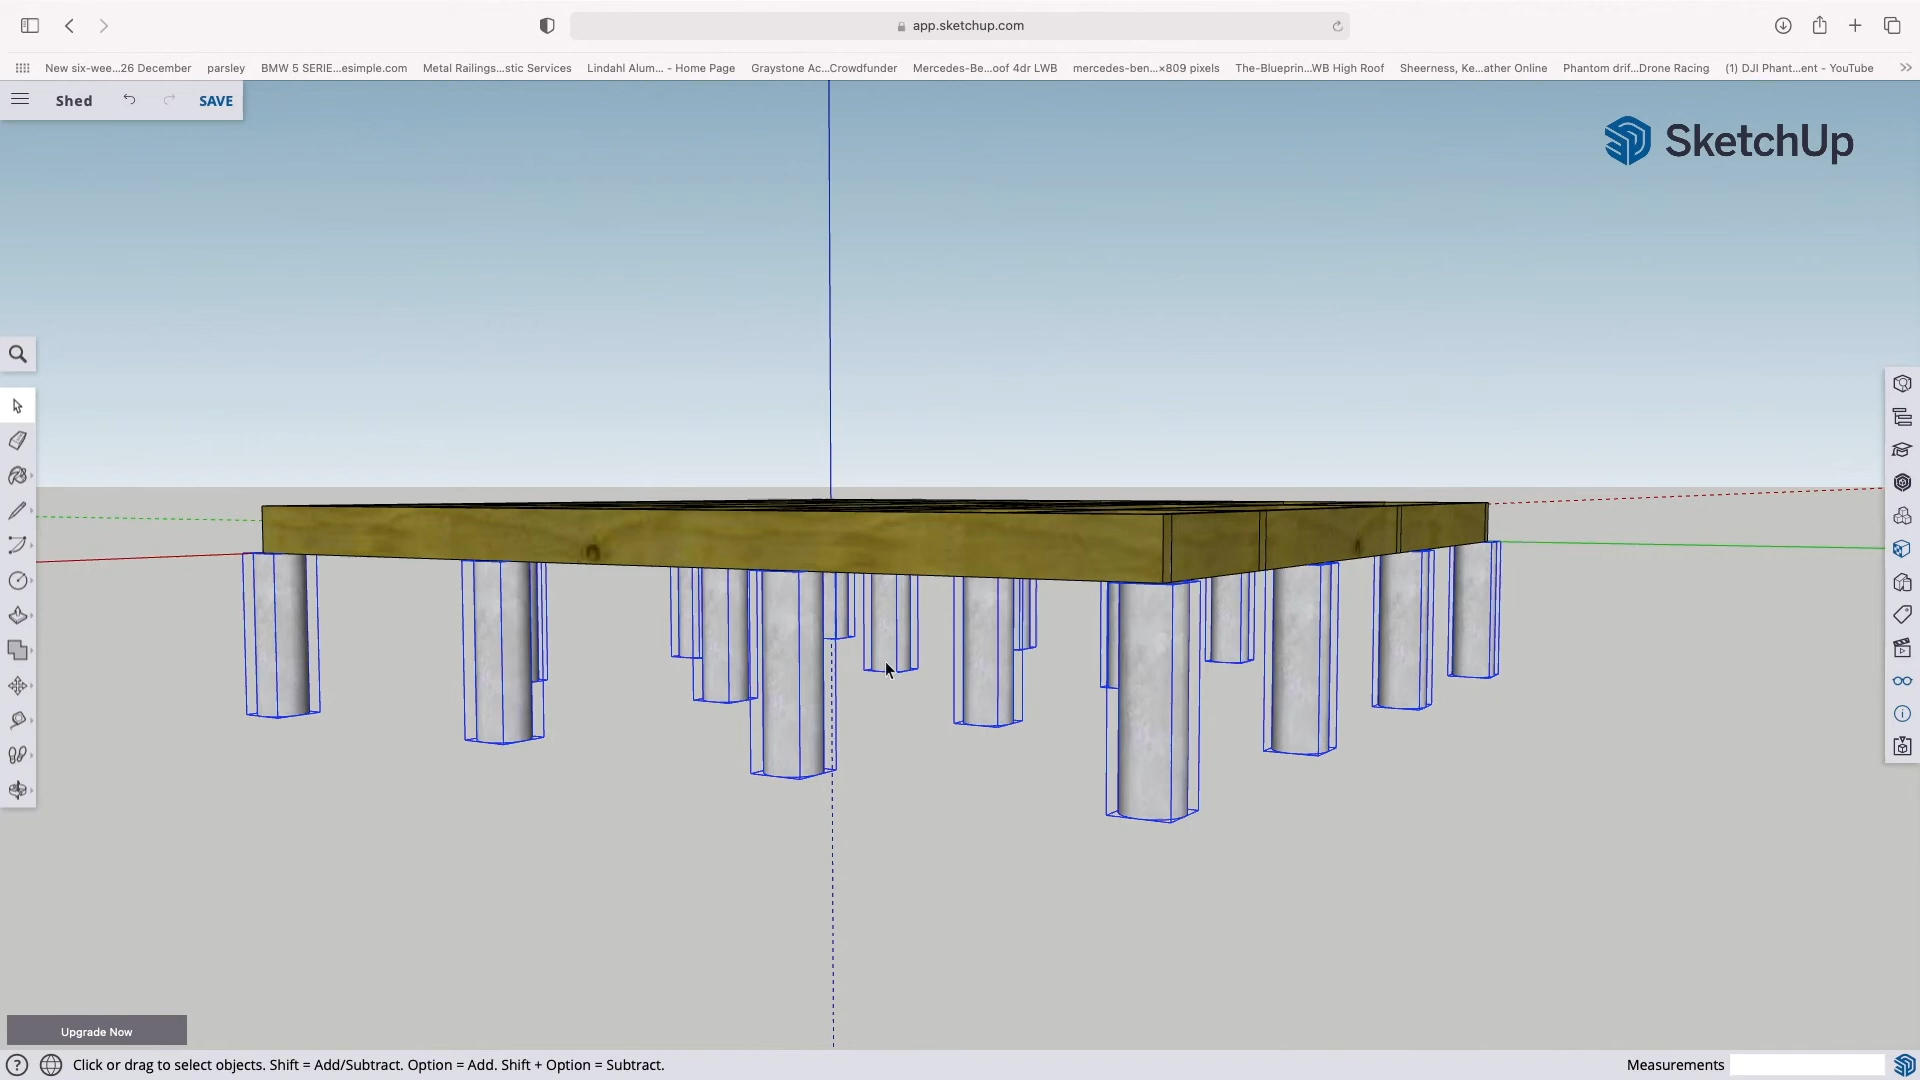 app.sketchup.com
New six-wee...26 December parsley BMW 5 SERIE...esimple.com Metal Railings...stic Services Lindahl Alum... - Home Page Graystone Ac...Crowdfunder Mercedes-Be...oof 4dr LWB mercedes-ben...×809 pixels The-Blueprin...WB High Roof Sheerness, Ke...ather Online Phantom drif...Drone Racing (1) DJI Phant...ent - YouTube
Shed SAVE
SketchUp
Upgrade Now
Click or drag to select objects. Shift = Add/Subtract. Option = Add. Shift + Option = Subtract. Measurements